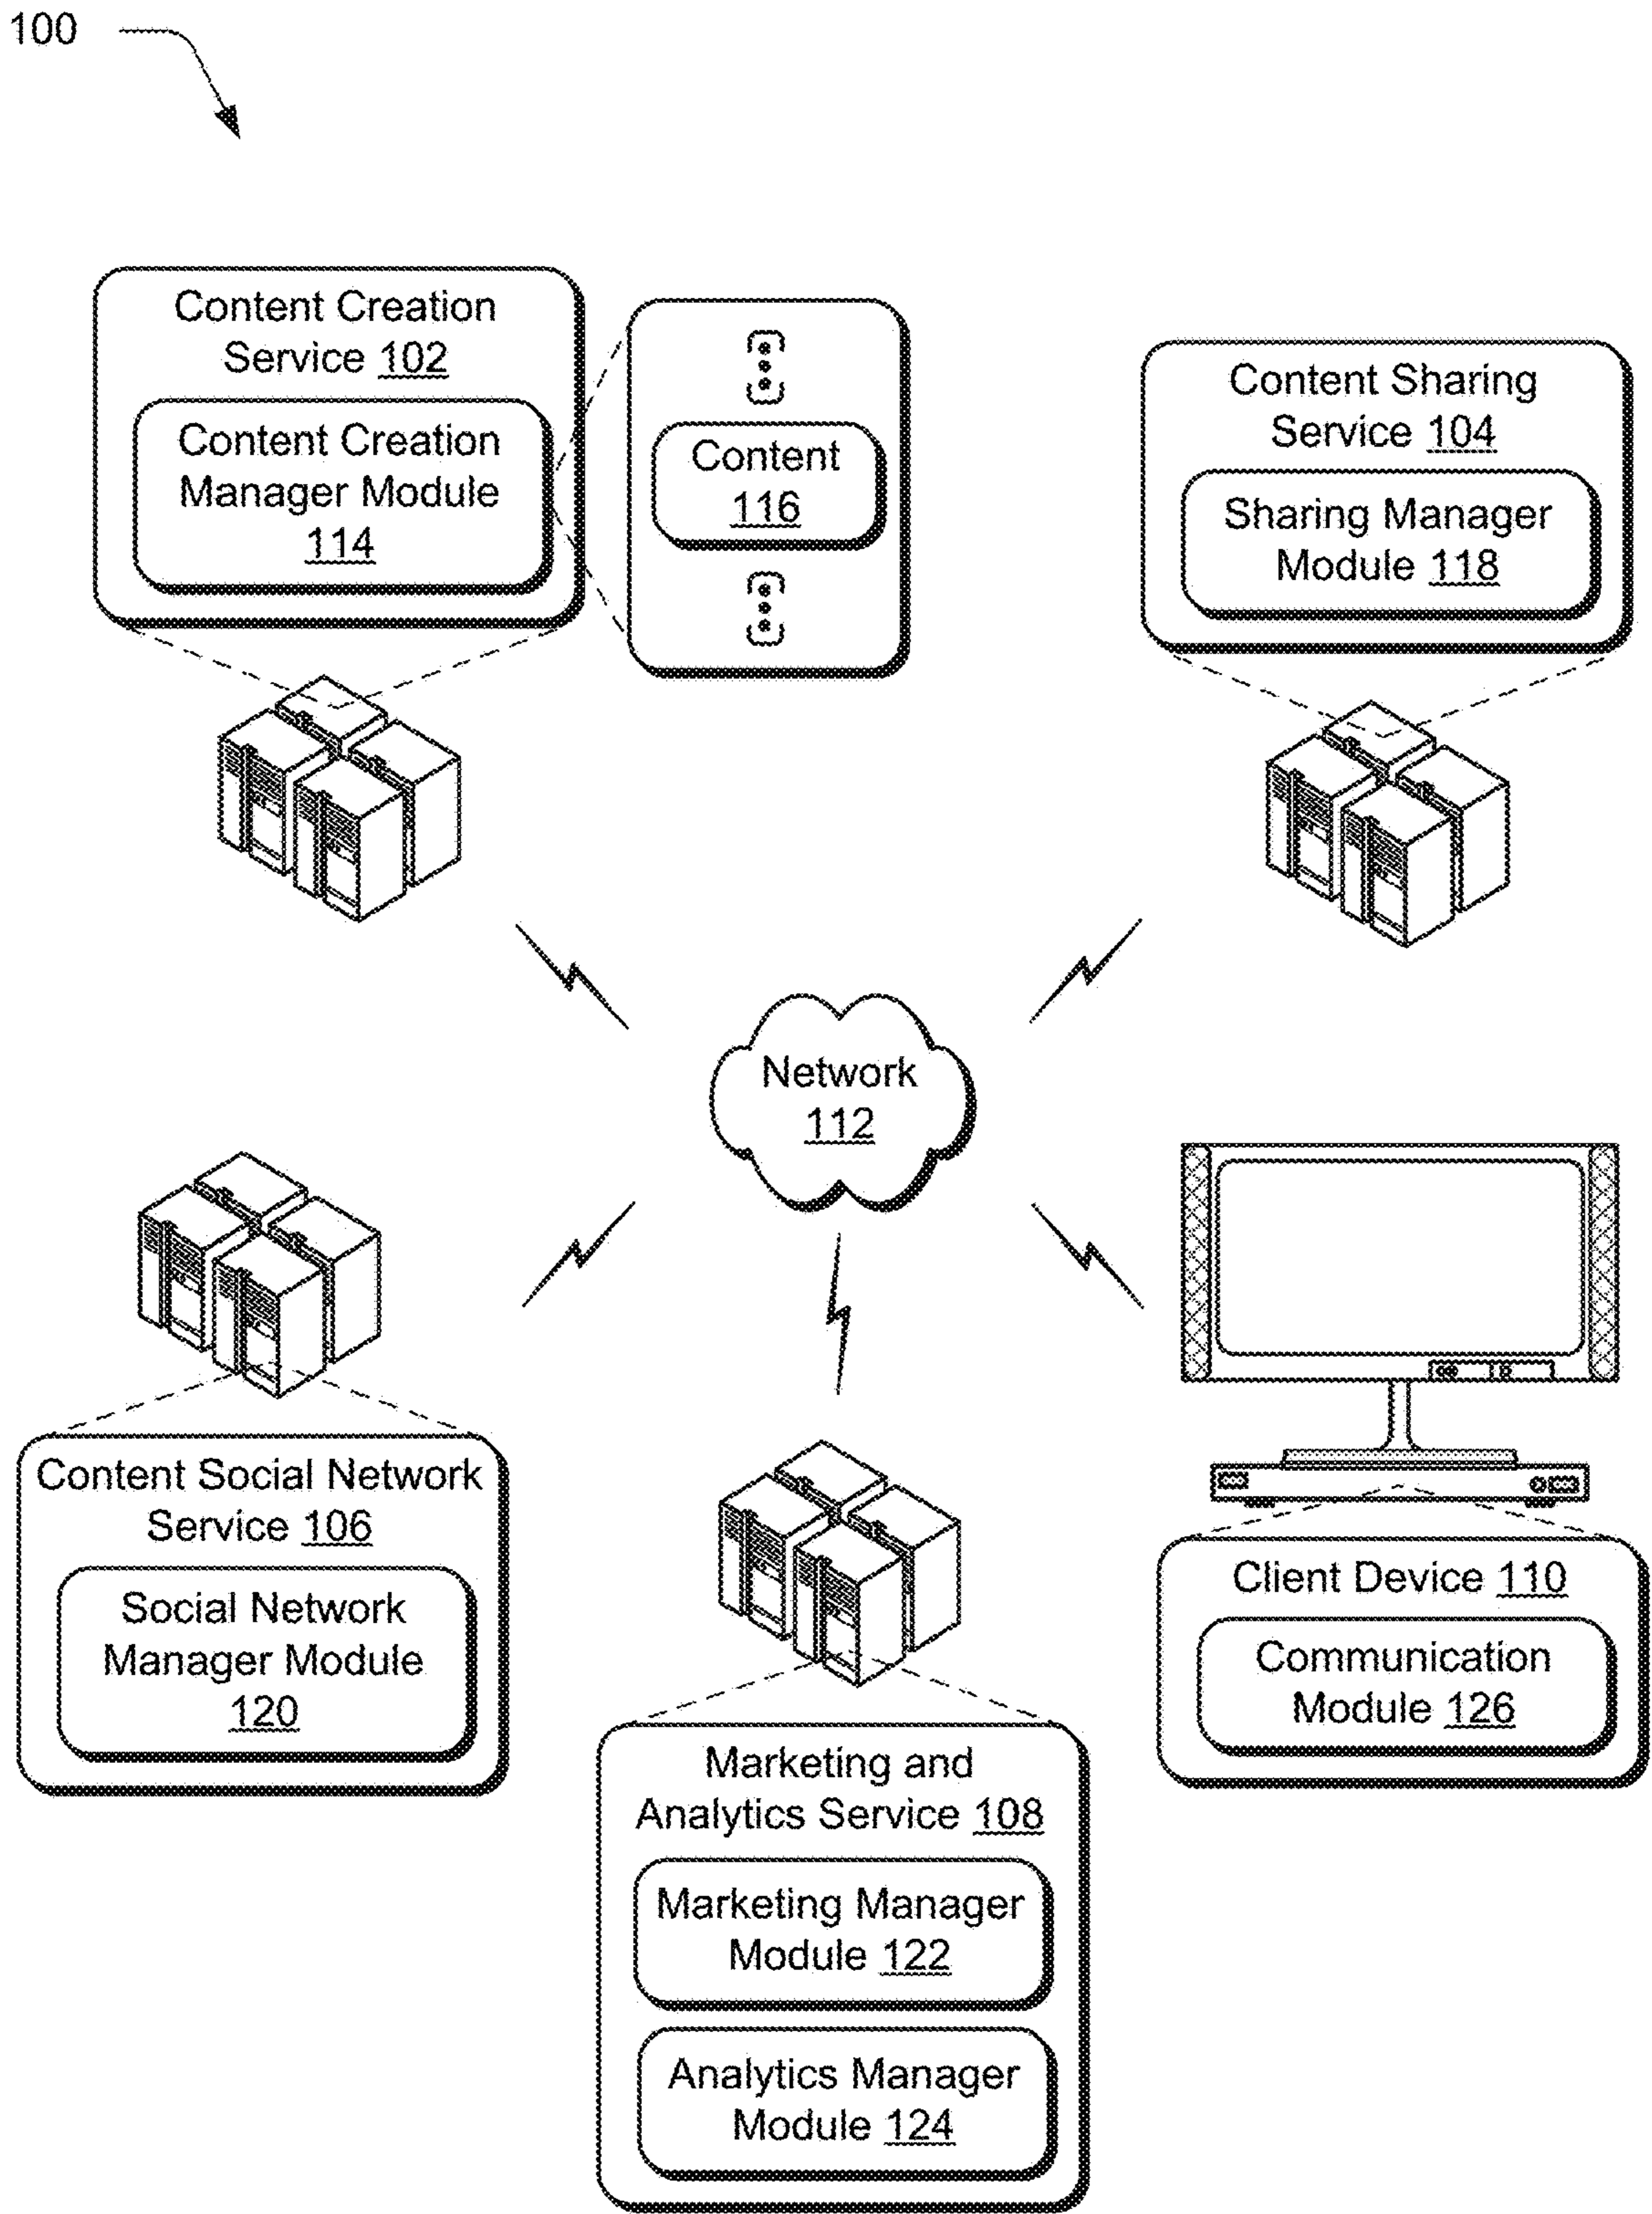 100
Content Creation
Service 102
Content Creation
Manager Module
114
Content
116
Content Sharing
Service 104
Sharing Manager
Module 118
Network
112
Content Social Network
Service 106
Social Network
Manager Module
120
Marketing and
Analytics Service 108
Marketing Manager
Module 122
Analytics Manager
Module 124
Client Device 110
Communication
Module 126